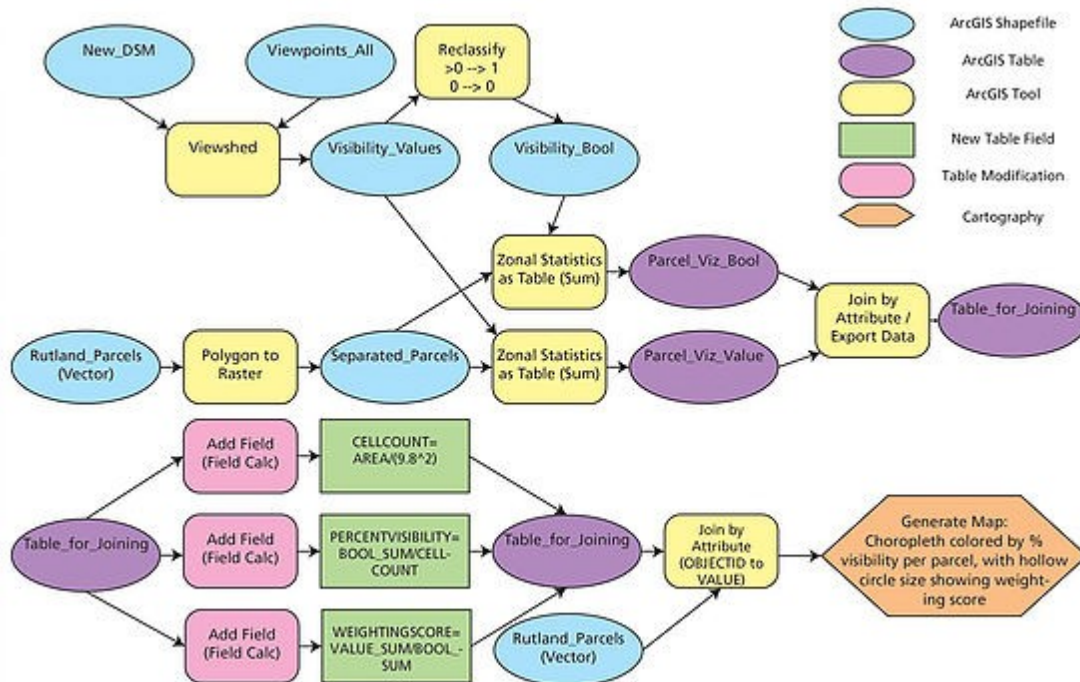 New_DSM
Viewpoints_All
Reclassify
>0 --> 1
0 --> 0
Viewshed
Visibility_Values
Visibility_Bool
ArcGIS Shapefile
ArcGIS Table
ArcGIS Tool
New Table Field
Table Modification
Cartography
Zonal Statistics
as Table (Sum)
Parcel_Viz_Bool
Join by
Attribute /
Export Data
Table_for_Joining
Rutland_Parcels
(Vector)
Polygon to
Raster
Separated_Parcels
Zonal Statistics
as Table (Sum)
Parcel_Viz_Value
Table_for_Joining
Add Field
(Field Calc)
CELLCOUNT=
AREA/(9.8^2)
Add Field
(Field Calc)
PERCENTVISIBILITY=
BOOL_SUM/CELL-
COUNT
Add Field
(Field Calc)
WEIGHTINGSCORE=
VALUE_SUM/BOOL_-
SUM
Table_for_Joining
Rutland_Parcels
(Vector)
Join by
Attribute
(OBJECTID to
VALUE)
Generate Map:
Choropleth colored by %
visibility per parcel, with hollow
circle size showing weight-
ing score